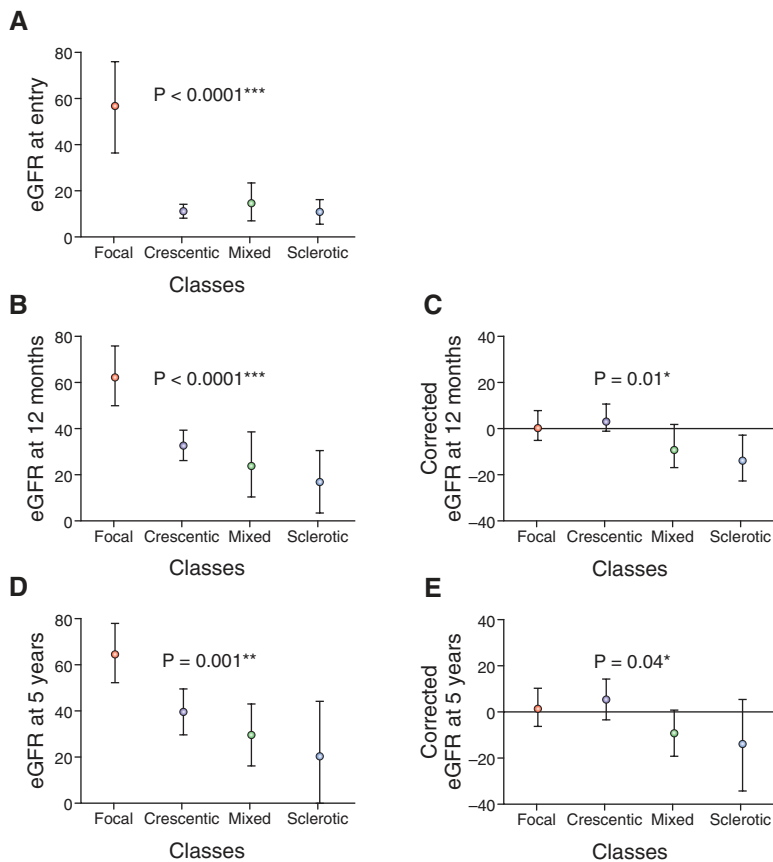 A
80
60
40
20
0
eGFR at entry
P < 0.0001***
Focal Crescentic Mixed Sclerotic
Classes
B
80
60
40
20
0
eGFR at 12 months
P < 0.0001***
Focal Crescentic Mixed Sclerotic
Classes
C
40
20
0
−20
−40
Corrected
eGFR at 12 months
P = 0.01*
Focal Crescentic Mixed Sclerotic
Classes
D
80
60
40
20
0
eGFR at 5 years
P = 0.001**
Focal Crescentic Mixed Sclerotic
Classes
E
40
20
0
−20
−40
Corrected
eGFR at 5 years
P = 0.04*
Focal Crescentic Mixed Sclerotic
Classes